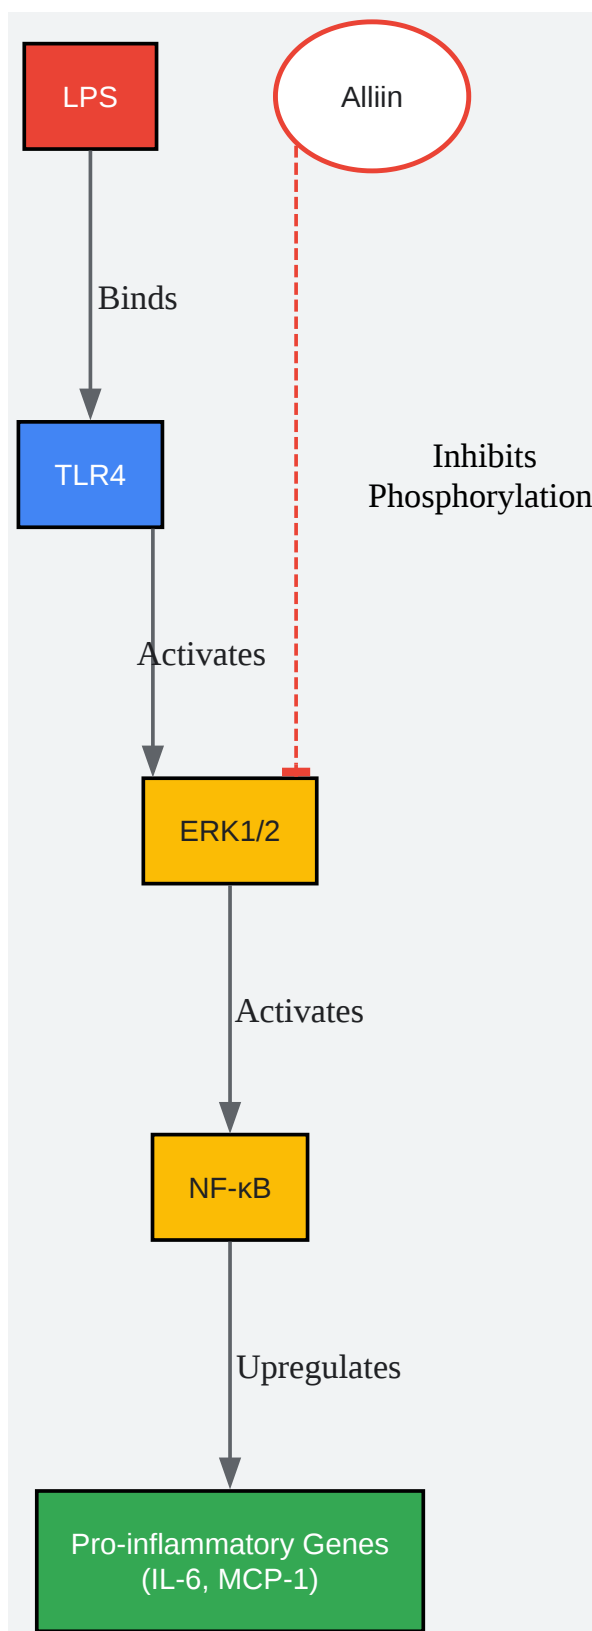 LPS
Alliin
Binds
TLR4
Inhibits
Phosphorylation
Activates
ERK1/2
Activates
NF-κB
Upregulates
Pro-inflammatory Genes
(IL-6, MCP-1)